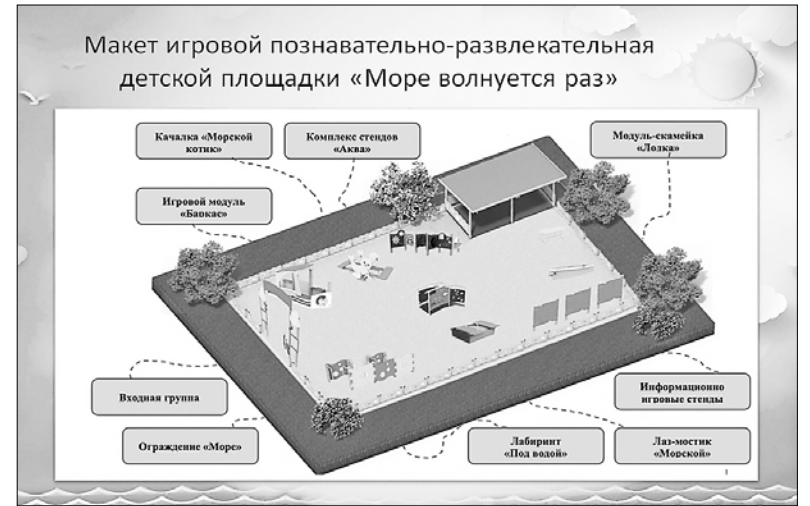 Макет игровой познавательно-развлекательная
детской площадки «Море волнуется раз»
Качалка «Морской
котик»
Комплекс стендов
«Аква»
Модуль-скамейка
«Лодка»
Игровой модуль
«Баркас»
Входная группа
Информационно
игровые стенды
Ограждение «Море»
Лабиринт
«Под водой»
Лаз-мостик
«Морской»
1